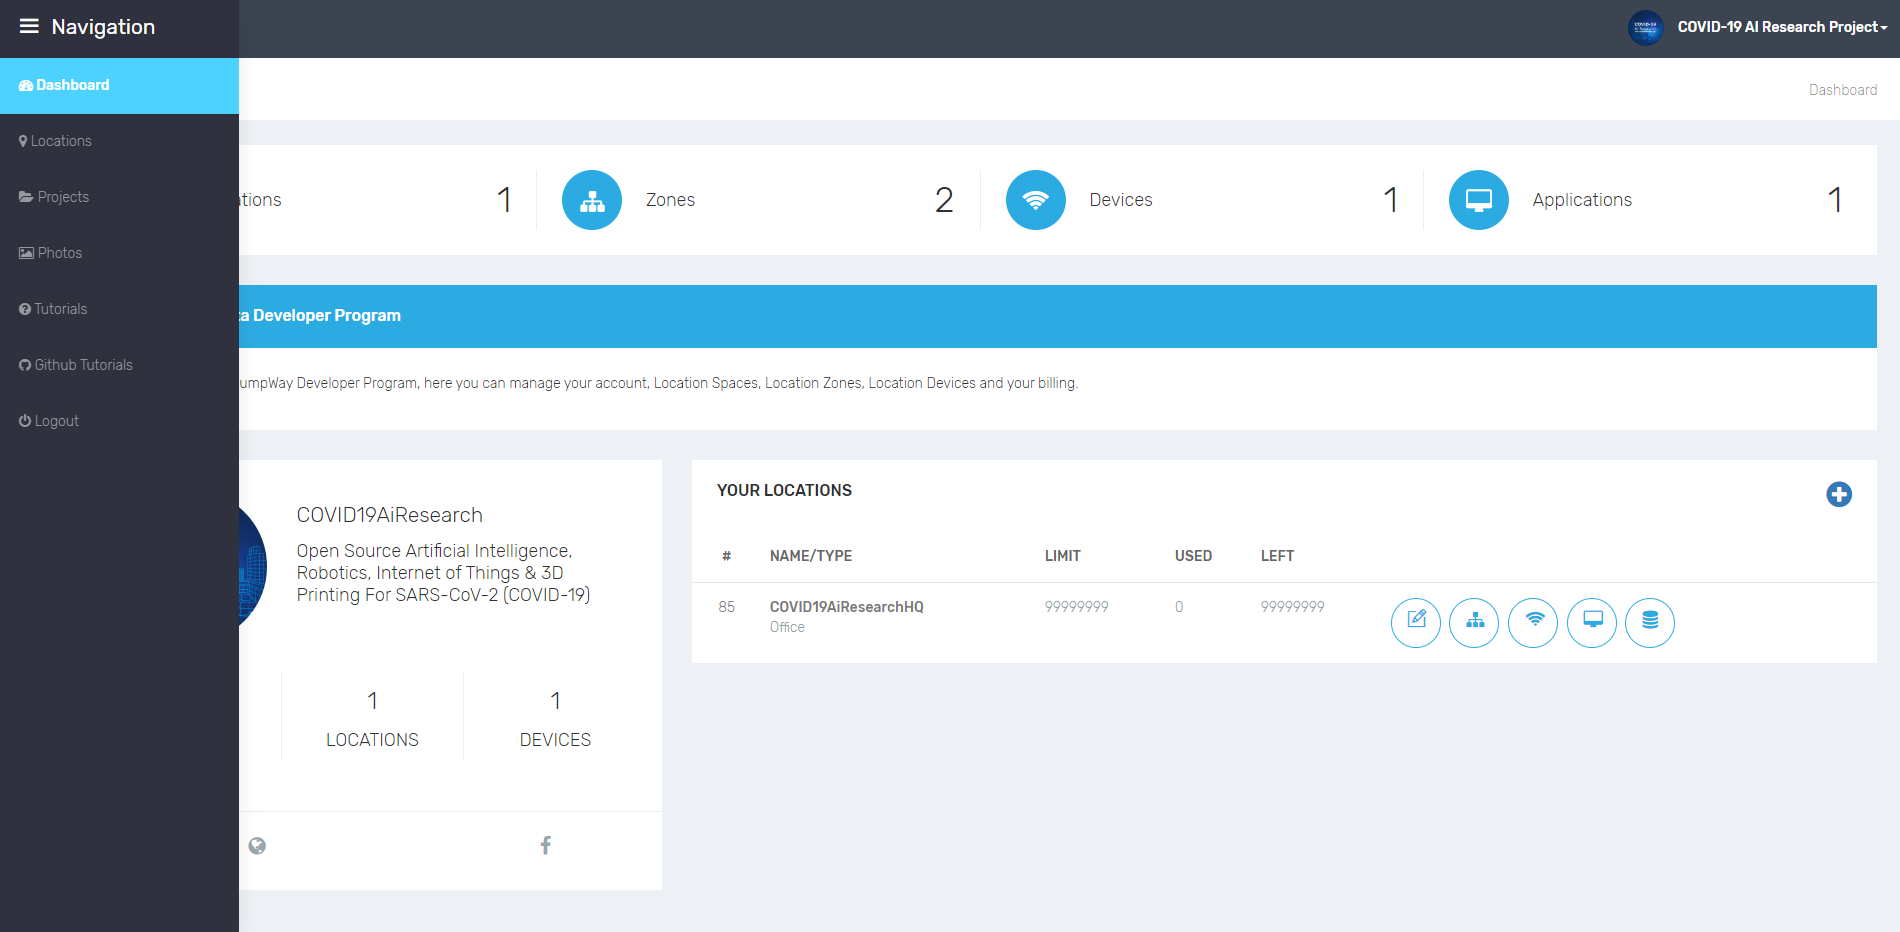 Navigation
COVID-19 AI Research Project
Dashboard
Dashboard
Locations
Projects
Photos
Tutorials
Github Tutorials
Logout
ations 1
Zones 2
Devices 1
Applications 1
ta Developer Program
umpWay Developer Program, here you can manage your account, Location Spaces, Location Zones, Location Devices and your billing.
COVID19AiResearch
Open Source Artificial Intelligence,
Robotics, Internet of Things & 3D
Printing For SARS-CoV-2 (COVID-19)
1
LOCATIONS
1
DEVICES
YOUR LOCATIONS
# NAME/TYPE LIMIT USED LEFT
85 COVID19AiResearchHQ 99999999 0 99999999
Office